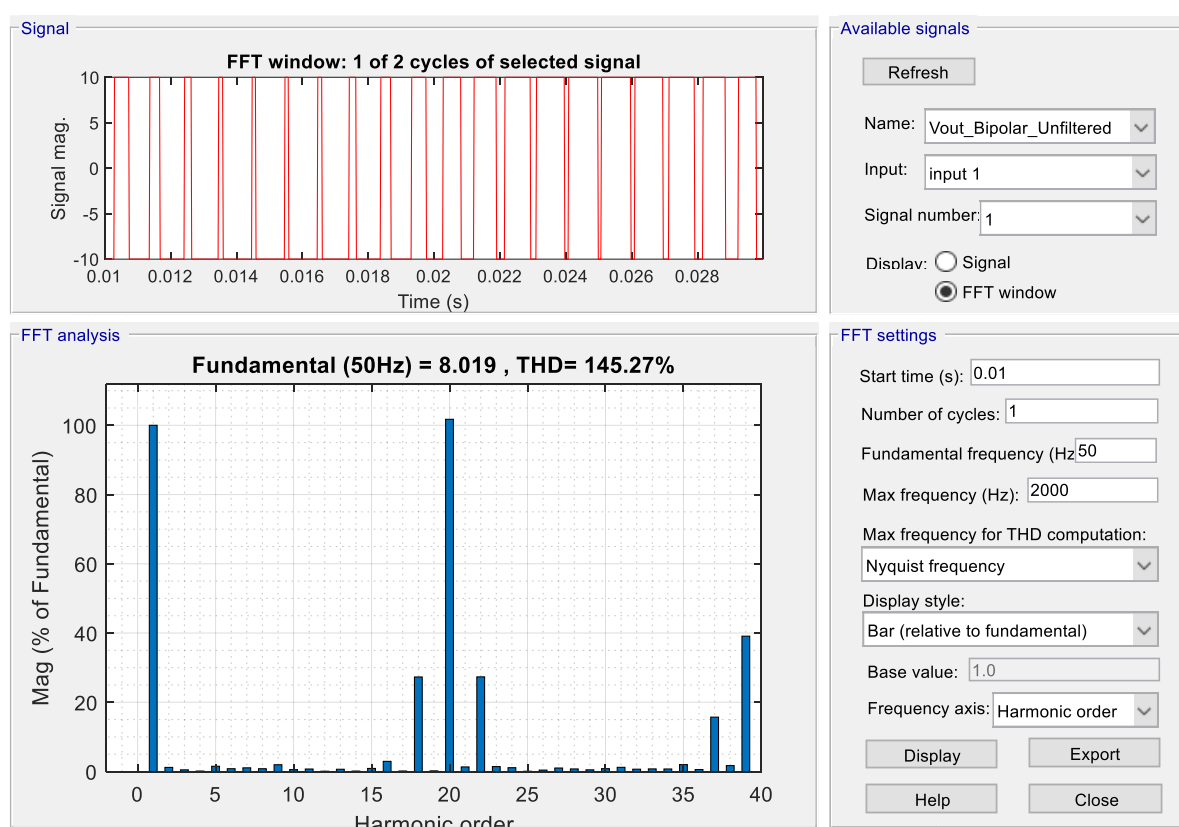 Signal
FFT window: 1 of 2 cycles of selected signal
10
5
0
-5
-10
Signal mag.
0.01 0.012 0.014 0.016 0.018 0.02 0.022 0.024 0.026 0.028
Time (s)
Available signals
Refresh
Name: Vout_Bipolar_Unfiltered
Input: input 1
Signal number: 1
Display: Signal
FFT window
FFT analysis
Fundamental (50Hz) = 8.019 , THD= 145.27%
100
80
60
40
20
0
Mag (% of Fundamental)
0 5 10 15 20 25 30 35 40
Harmonic order
FFT settings
Start time (s): 0.01
Number of cycles: 1
Fundamental frequency (Hz 50
Max frequency (Hz): 2000
Max frequency for THD computation:
Nyquist frequency
Display style:
Bar (relative to fundamental)
Base value: 1.0
Frequency axis: Harmonic order
Display Export
Help Close